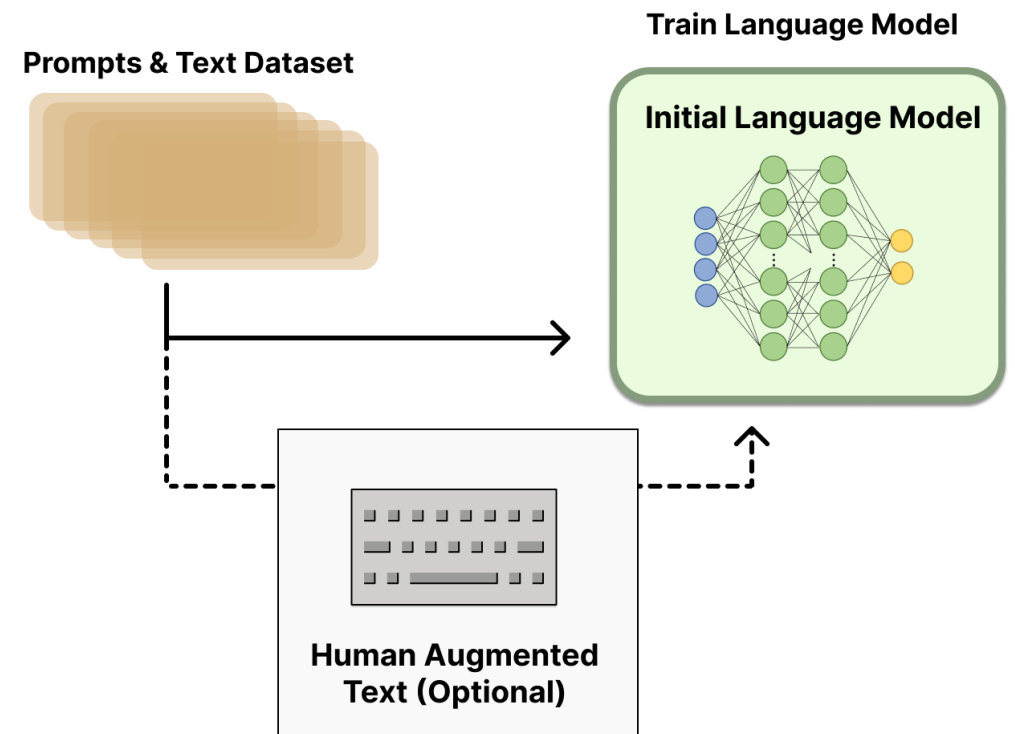 Train Language Model
Prompts & Text Dataset
Initial Language Model
Human Augmented
Text (Optional)